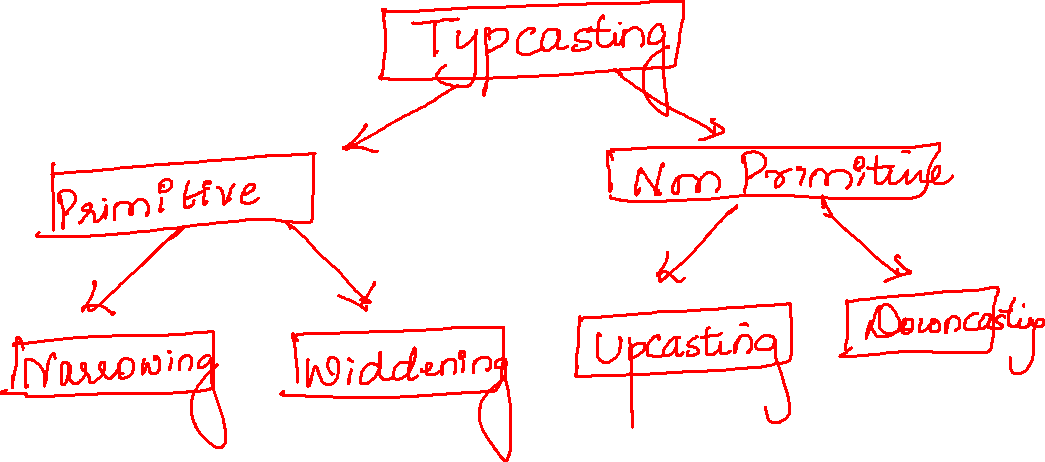 Typcasting
Primitive
Non Primitive
Narrowing
Widdening
Upcasting
Downcasting